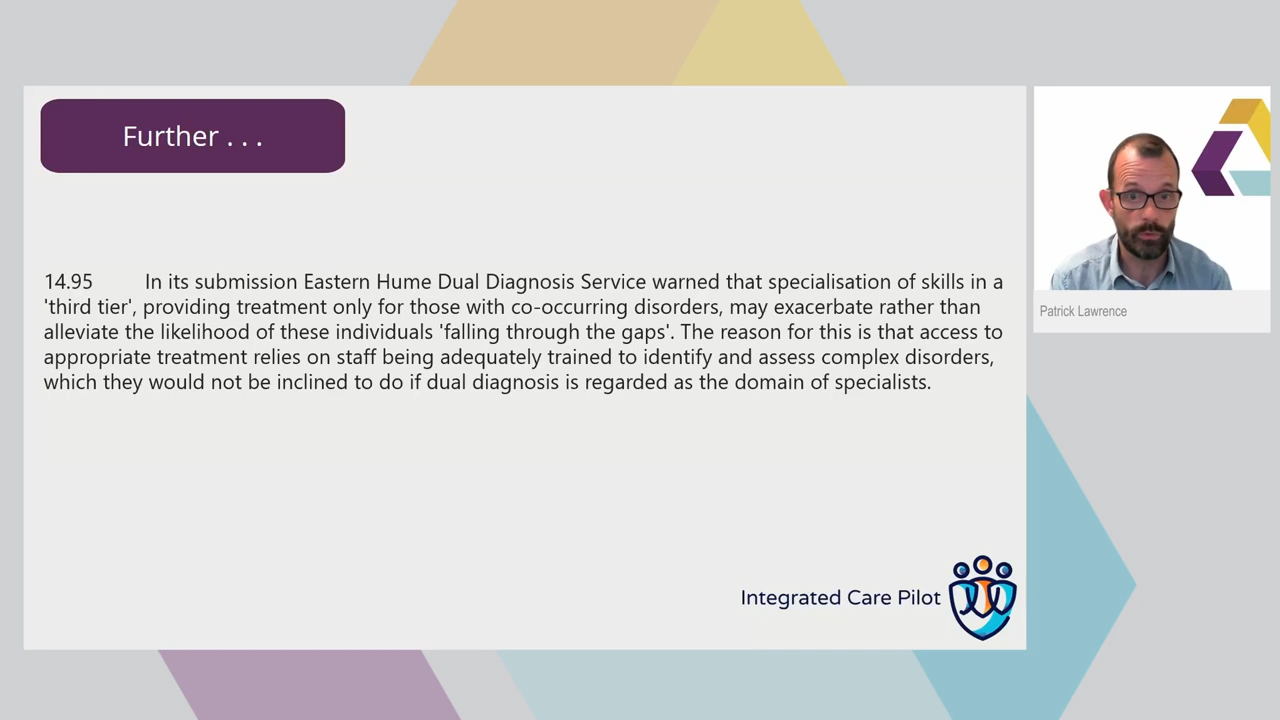 Further . . .
14.95 In its submission Eastern Hume Dual Diagnosis Service warned that specialisation of skills in a
'third tier', providing treatment only for those with co-occurring disorders, may exacerbate rather than
alleviate the likelihood of these individuals 'falling through the gaps'. The reason for this is that access to
appropriate treatment relies on staff being adequately trained to identify and assess complex disorders,
which they would not be inclined to do if dual diagnosis is regarded as the domain of specialists.
Integrated Care Pilot
Patrick Lawrence